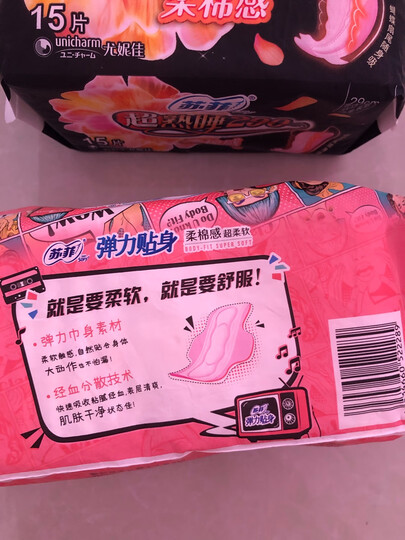 柔棉感
15片
unicharm 尤妮佳
ユニ・チャーム
苏菲
超熟睡
15片
Wow!
Do U know
Body Fit?
苏菲
弹力贴身
柔棉感 超柔软
BODY FIT SUPER SOFT
就是要柔软,就是要舒服!
·弹力巾身素材
柔软触感,自然贴合身体
大动作也不怕漏!
·经血分散技术
快速吸收粘腻经血,表层清爽,
肌肤干净状态佳!
苏菲
弹力贴身